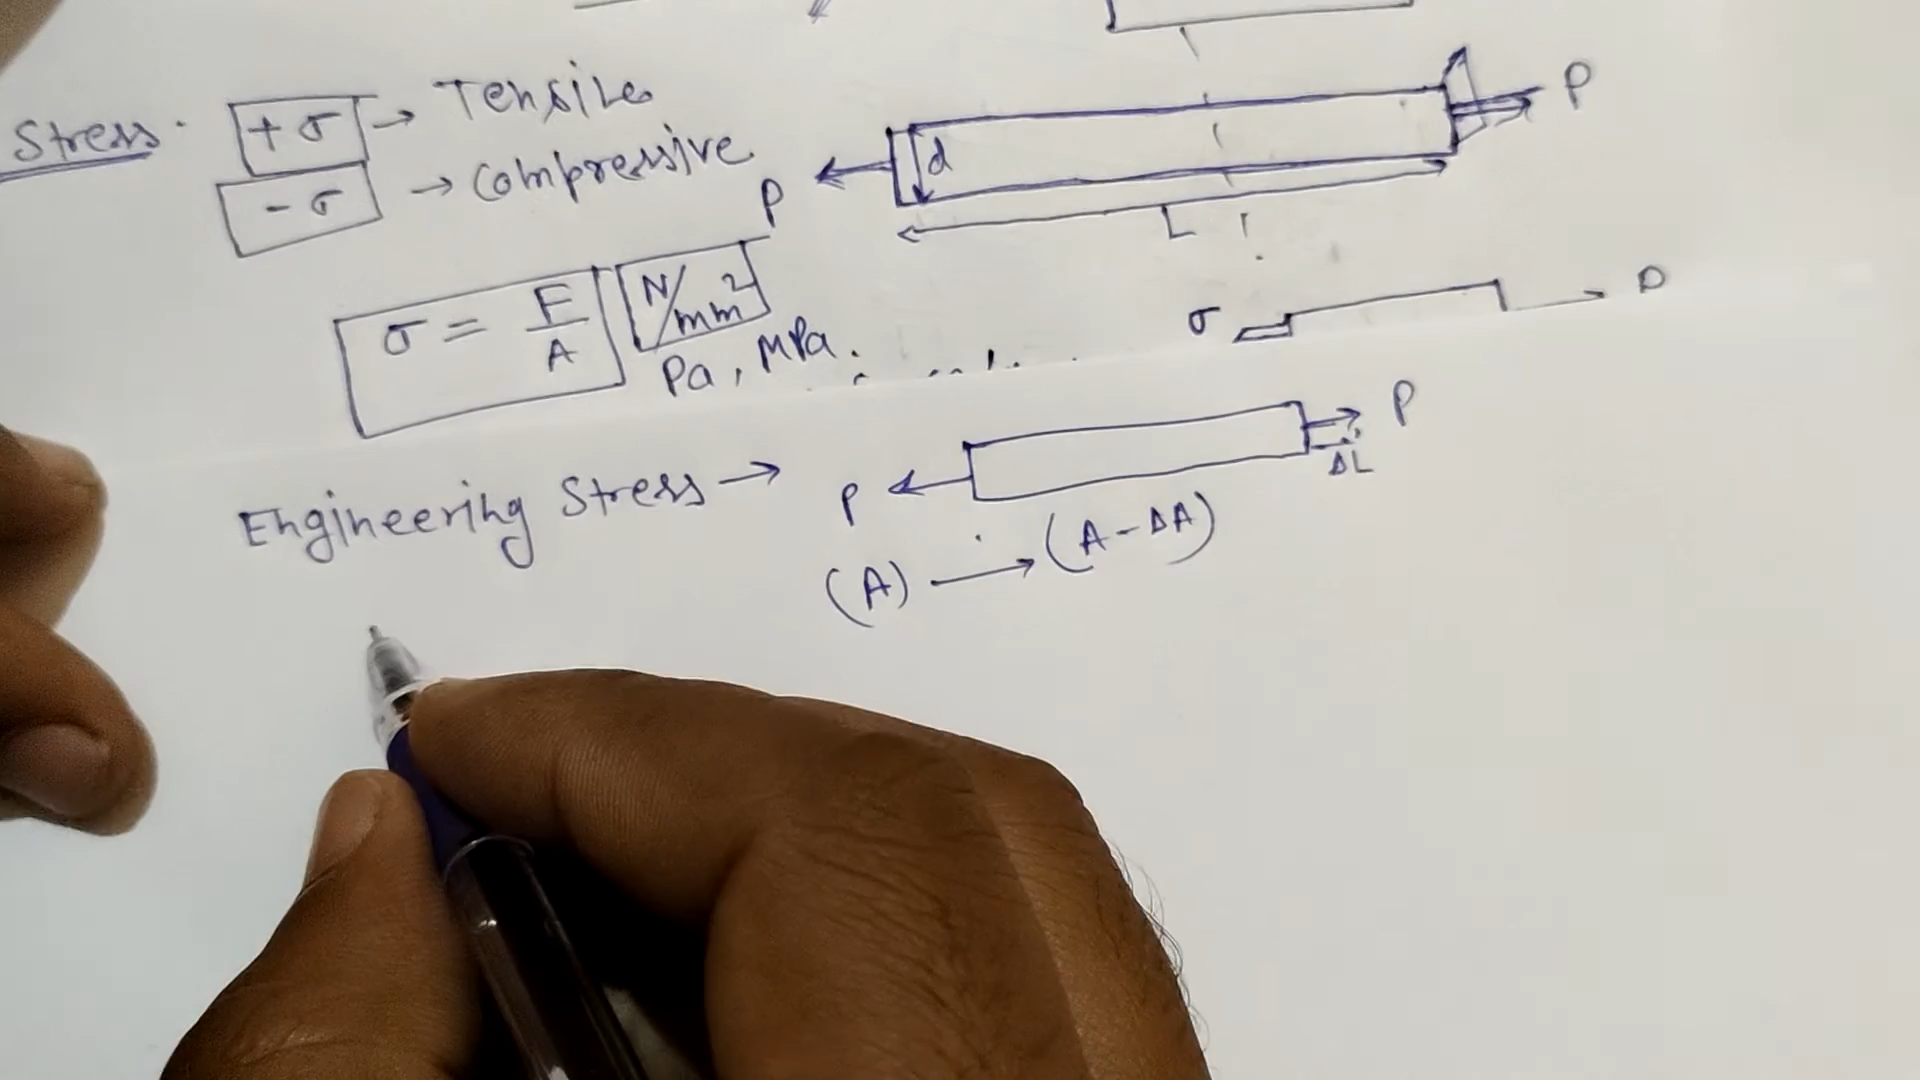 Stress. +σ → Tensile
-σ → Compressive
P
d
P
L
σ = F/A N/mm²
Pa, MPa.
σ
Engineering Stress →
P
P
ΔL
(A) → (A-ΔA)